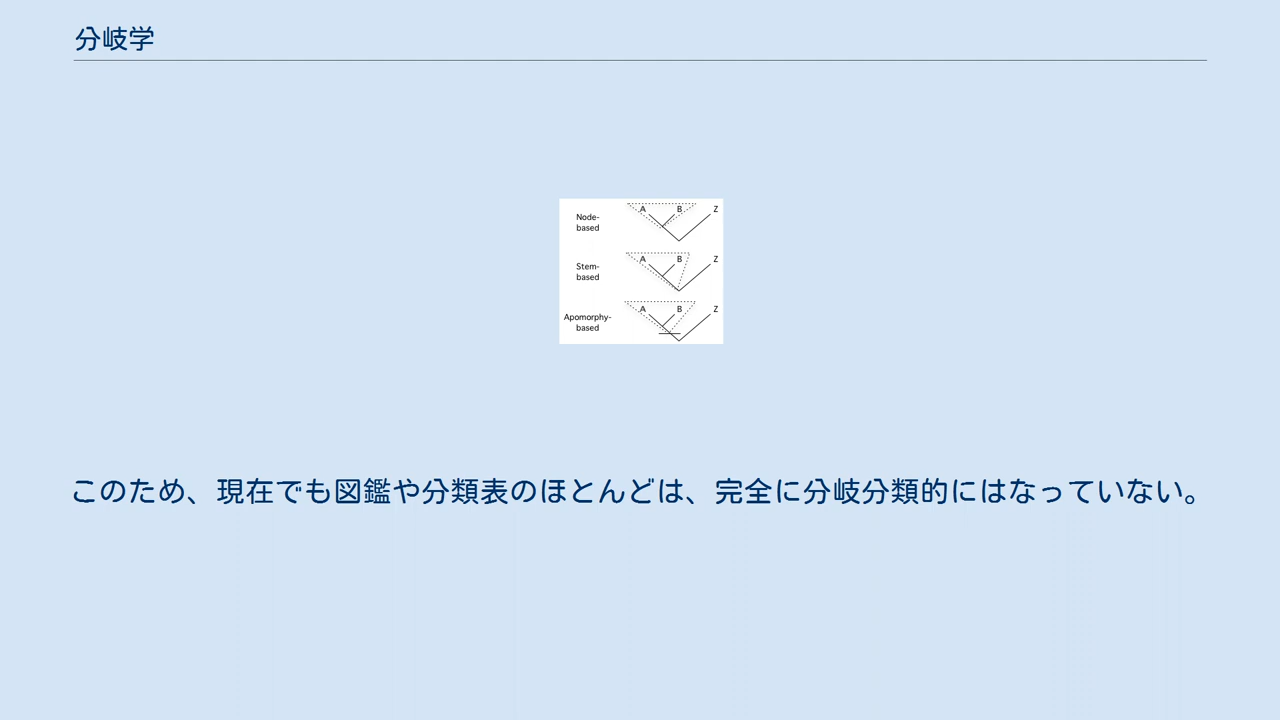 分岐学
Node-
based
A B Z
Stem-
based
A B Z
Apomorphy-
based
A B Z
このため、現在でも図鑑や分類表のほとんどは、完全に分岐分類的にはなっていない。